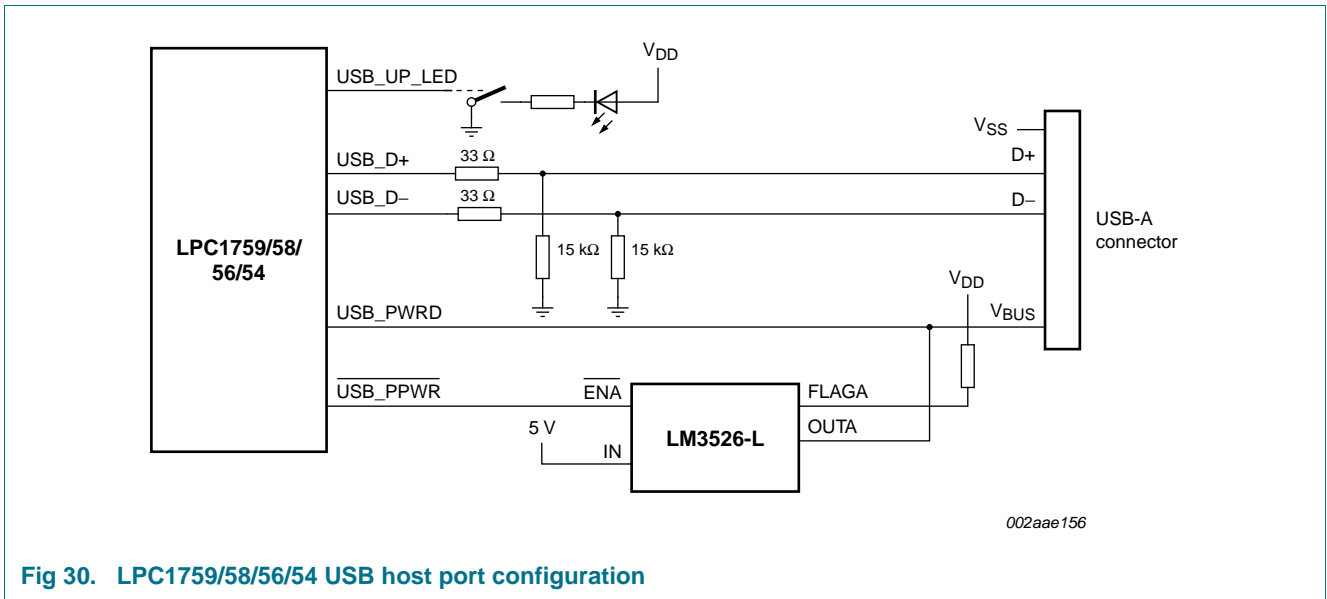 VDD
USB_UP_LED
VSS
USB_D+
33 Ω
D+
USB_D−
33 Ω
D−
USB-A
connector
LPC1759/58/
56/54
15 kΩ
15 kΩ
VDD
USB_PWRD
VBUS
USB_PPWR
ENA
FLAGA
5 V
IN
LM3526-L
OUTA
002aae156
Fig 30. LPC1759/58/56/54 USB host port configuration